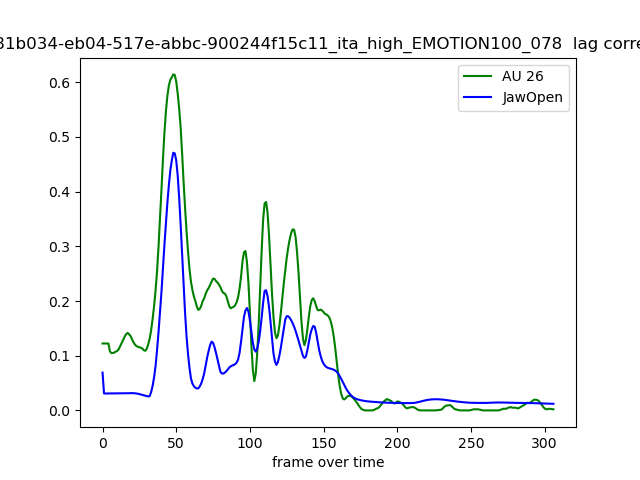 31b034-eb04-517e-abbc-900244f15c11_ita_high_EMOTION100_078 lag corre
AU 26
JawOpen
0.6
0.5
0.4
0.3
0.2
0.1
0.0
0 50 100 150 200 250 300
frame over time